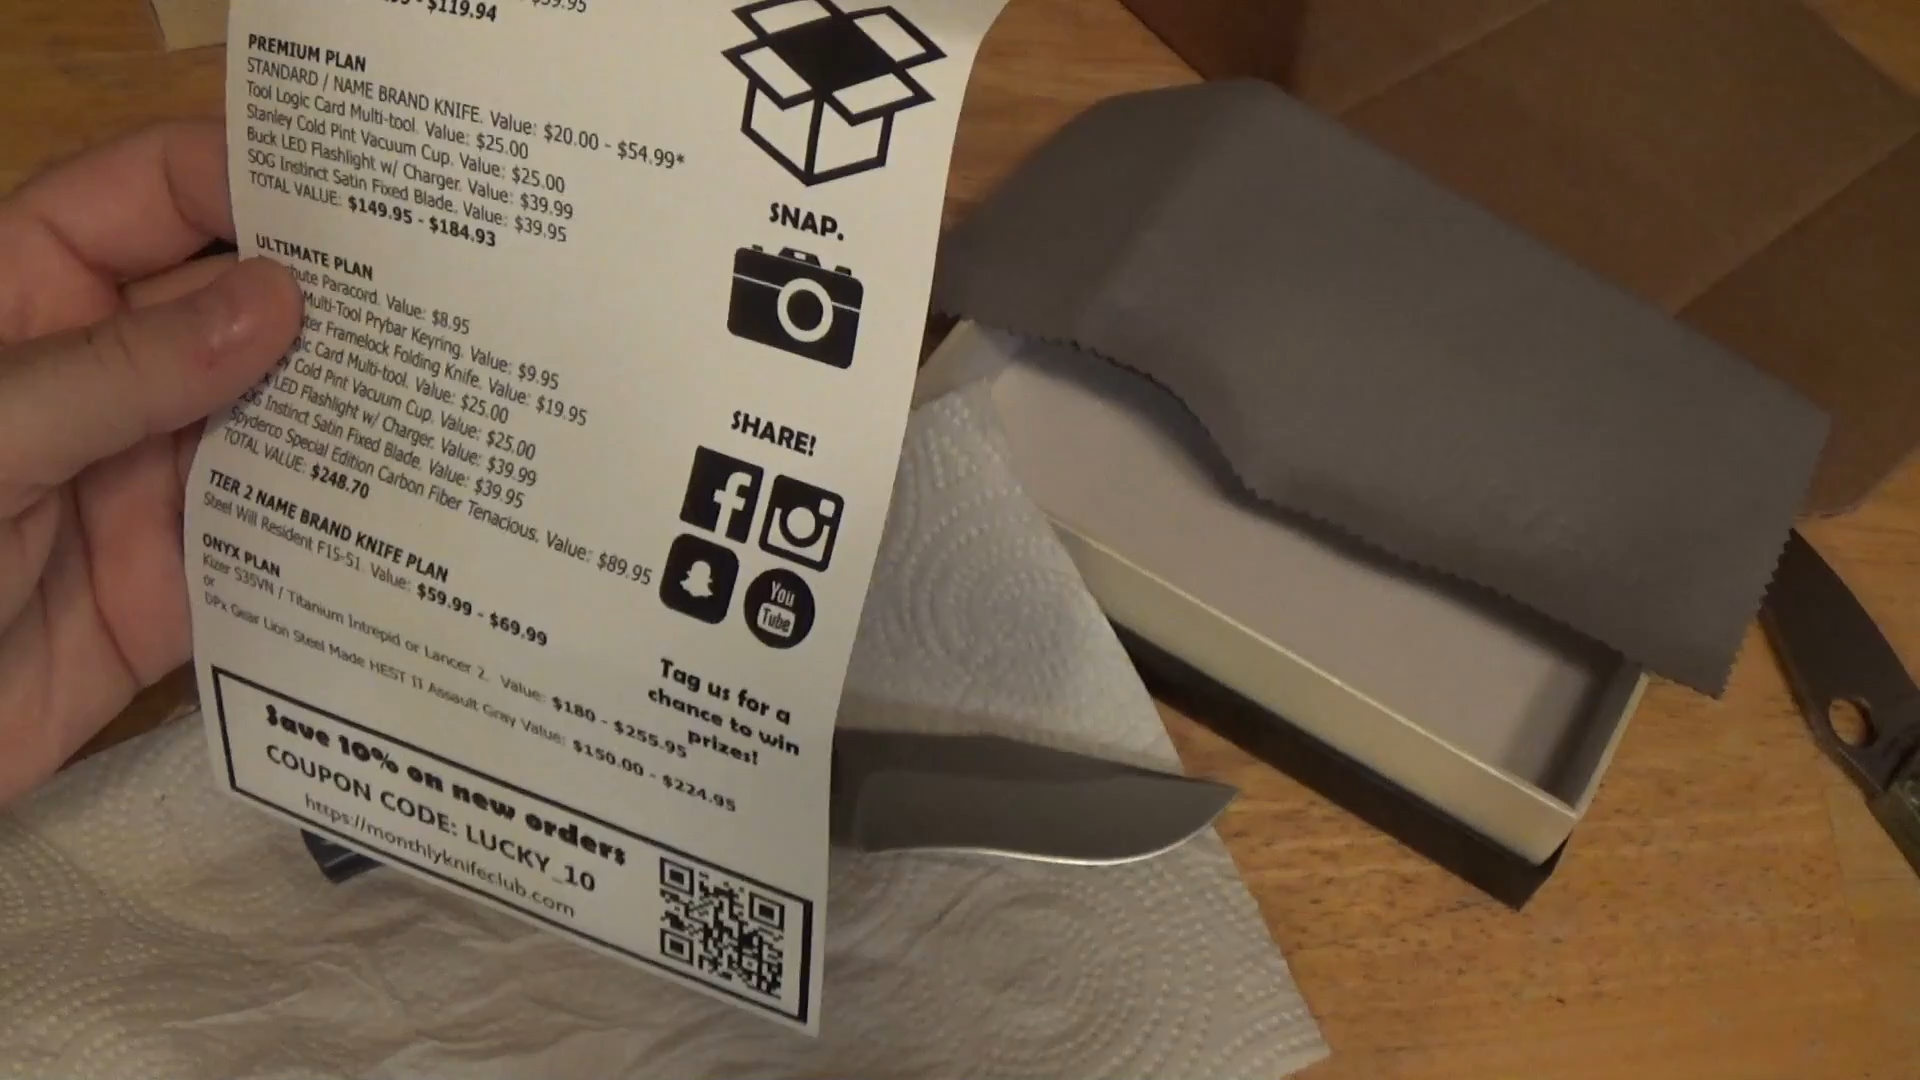 $39.95
- $119.94
PREMIUM PLAN
STANDARD / NAME BRAND KNIFE. Value: $20.00 - $54.99*
Tool Logic Card Multi-tool. Value: $25.00
Stanley Cold Pint Vacuum Cup. Value: $25.00
Buck LED Flashlight w/ Charger. Value: $39.99
SOG Instinct Satin Fixed Blade. Value: $39.95
TOTAL VALUE: $149.95 - $184.93
ULTIMATE PLAN
Paracord. Value: $8.95
Multi-Tool Prybar Keyring. Value: $9.95
Framelock Folding Knife. Value: $19.95
Card Multi-tool. Value: $25.00
Cold Pint Vacuum Cup. Value: $25.00
LED Flashlight w/ Charger. Value: $39.99
SOG Instinct Satin Fixed Blade. Value: $39.95
Spyderco Special Edition Carbon Fiber Tenacious. Value: $89.95
TOTAL VALUE: $248.70
TIER 2 NAME BRAND KNIFE PLAN
Steel Will Resident F15-51. Value: $59.99 - $69.99
ONYX PLAN
Kizer S35VN / Titanium Intrepid or Lancer 2. Value: $180 - $255.95
or
DPx Gear Lion Steel Made HEST II Assault Gray Value: $150.00 - $224.95
SNAP.
SHARE!
You
Tube
Tag us for a
chance to win
prizes!
Save 10% on new orders
COUPON CODE: LUCKY_10
https://monthlyknifeclub.com